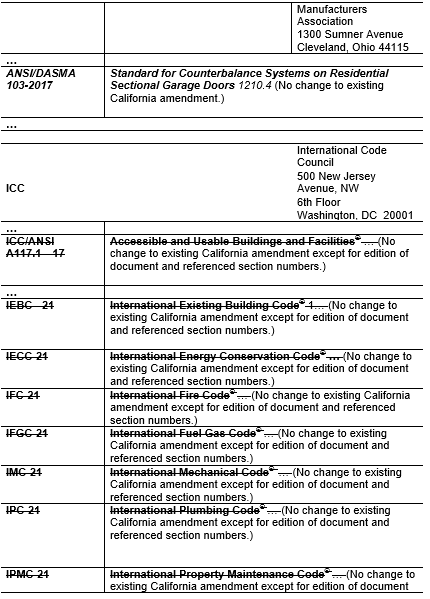 Manufacturers
Association
1300 Sumner Avenue
Cleveland, Ohio 44115
...
ANSI/DASMA
103-2017
Standard for Counterbalance Systems on Residential
Sectional Garage Doors 1210.4 (No change to existing
California amendment.)
...
ICC
International Code
Council
500 New Jersey
Avenue, NW
6th Floor
Washington, DC 20001
...
ICC/ANSI
A117.1—17
Accessible and Usable Buildings and Facilities© ... (No
change to existing California amendment except for edition of
document and referenced section numbers.)
...
IEBC—21
International Existing Building Code® 1... (No change to
existing California amendment except for edition of document
and referenced section numbers.)
IECC-21
International Energy Conservation Code® ... (No change to
existing California amendment except for edition of document
and referenced section numbers.)
IFC-21
International Fire Code® ... (No change to existing California
amendment except for edition of document and referenced
section numbers.)
IFGC-21
International Fuel Gas Code® ... (No change to existing
California amendment except for edition of document and
referenced section numbers.)
IMC-21
International Mechanical Code® ... (No change to existing
California amendment except for edition of document and
referenced section numbers.)
IPC-21
International Plumbing Code® ... (No change to existing
California amendment except for edition of document and
referenced section numbers.)
IPMC-21
International Property Maintenance Code® ... (No change to
existing California amendment except for edition of document